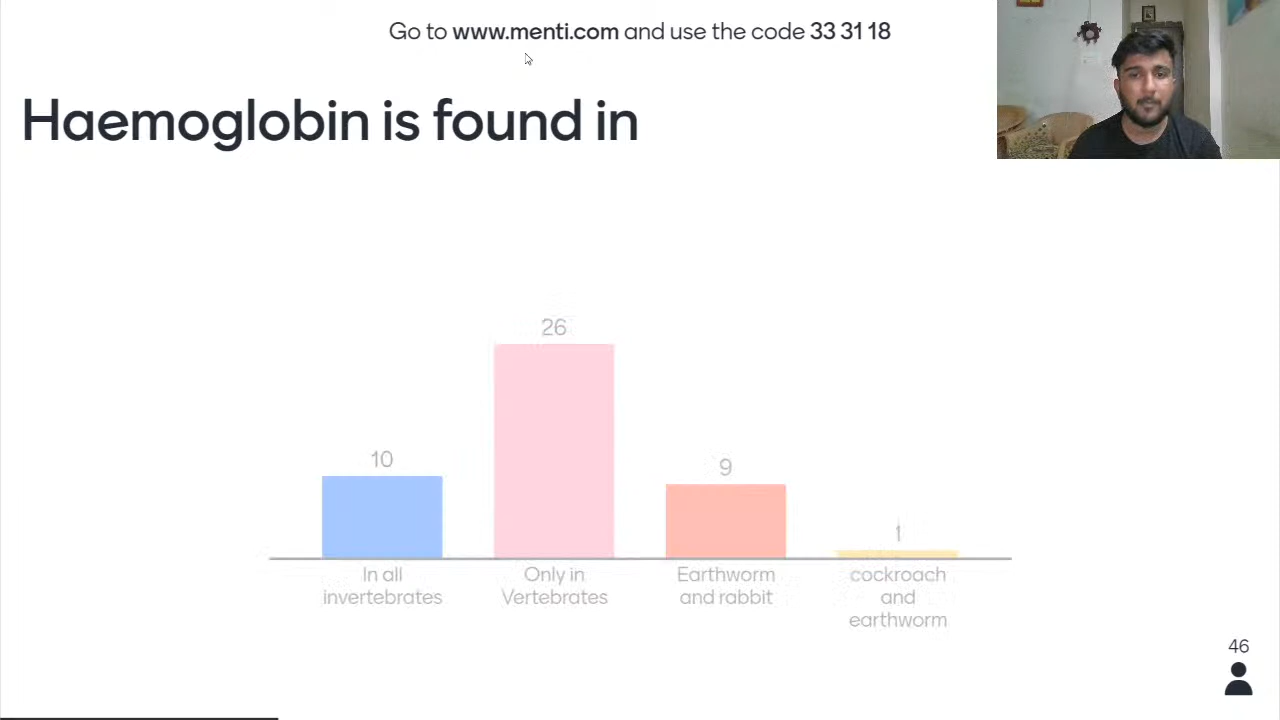 Go to www.menti.com and use the code 33 31 18
Haemoglobin is found in
26
10
9
1
In all
invertebrates
Only in
Vertebrates
Earthworm
and rabbit
cockroach
and
earthworm
46